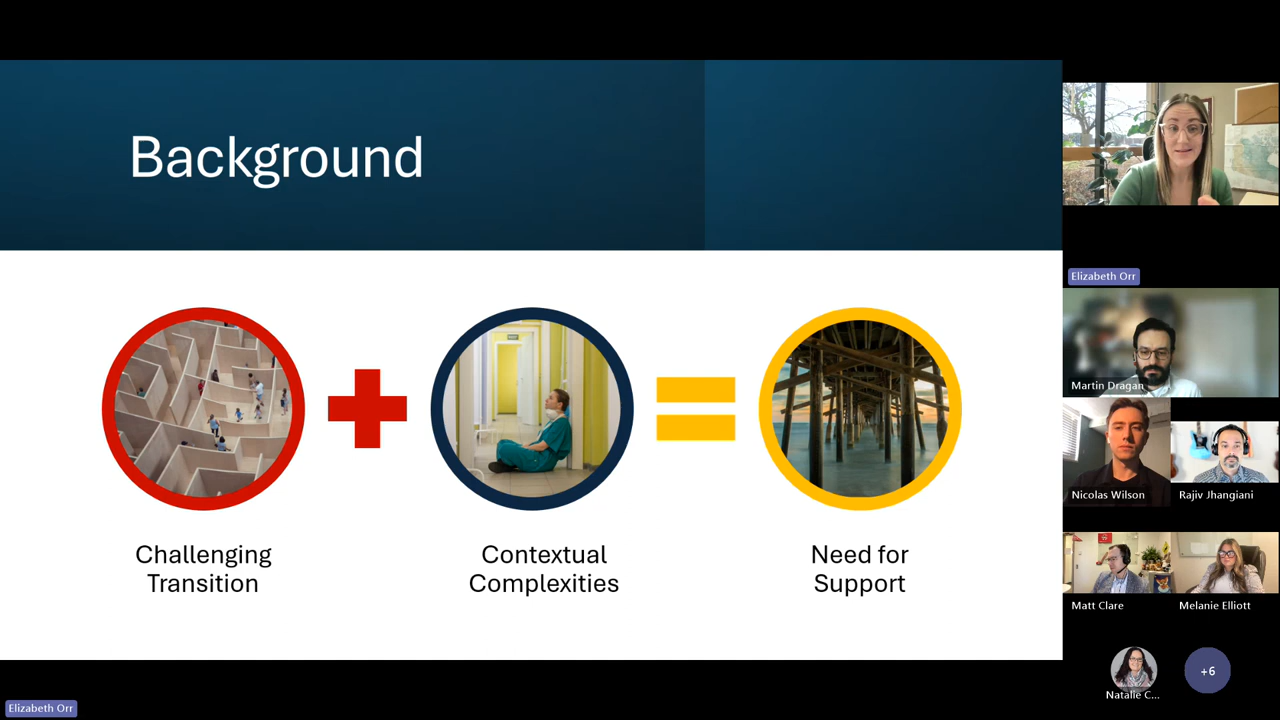 Background
Challenging
Transition
Contextual
Complexities
Need for
Support
Elizabeth Orr
Martin Dragan
Nicolas Wilson
Rajiv Jhangiani
Matt Clare
Melanie Elliott
Natalie C...
+6
Elizabeth Orr